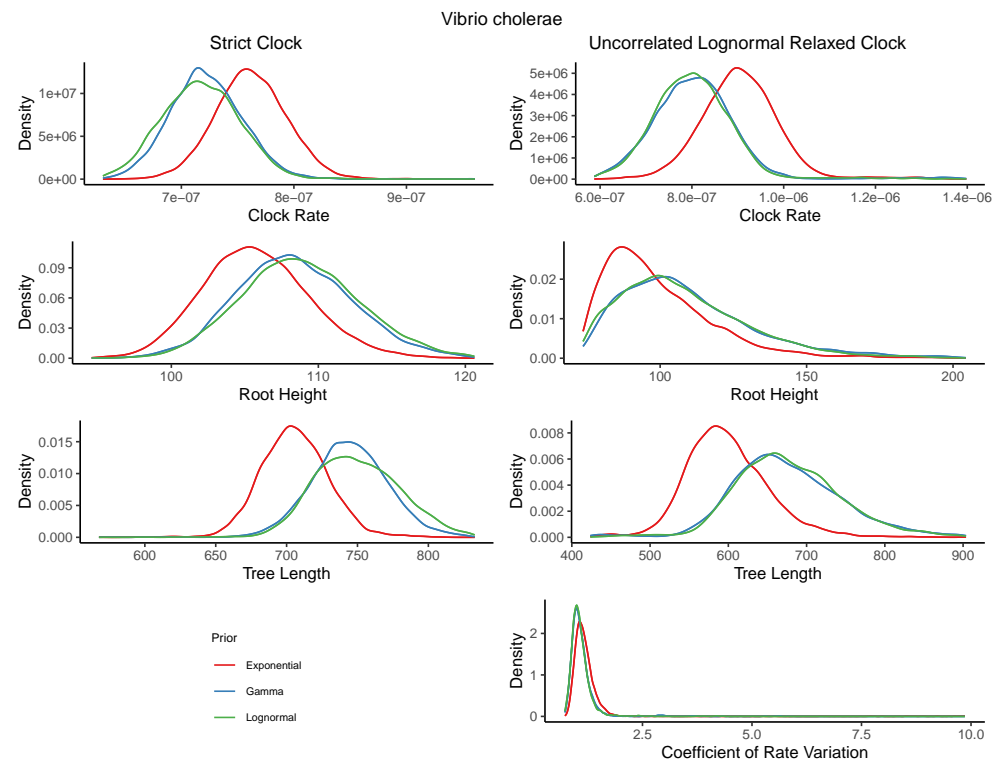 Vibrio cholerae
Strict Clock
Uncorrelated Lognormal Relaxed Clock
Density
1e+07
5e+06
0e+00
7e−07 8e−07 9e−07
Clock Rate
Density
5e+06
4e+06
3e+06
2e+06
1e+06
0e+00
6.0e−07 8.0e−07 1.0e−06 1.2e−06 1.4e−06
Clock Rate
Density
0.09
0.06
0.03
0.00
100 110 120
Root Height
Density
0.02
0.01
0.00
100 150 200
Root Height
Density
0.015
0.010
0.005
0.000
600 650 700 750 800
Tree Length
Density
0.008
0.006
0.004
0.002
0.000
400 500 600 700 800 900
Tree Length
Prior
Exponential
Gamma
Lognormal
Density
2
1
0
2.5 5.0 7.5 10.0
Coefficient of Rate Variation